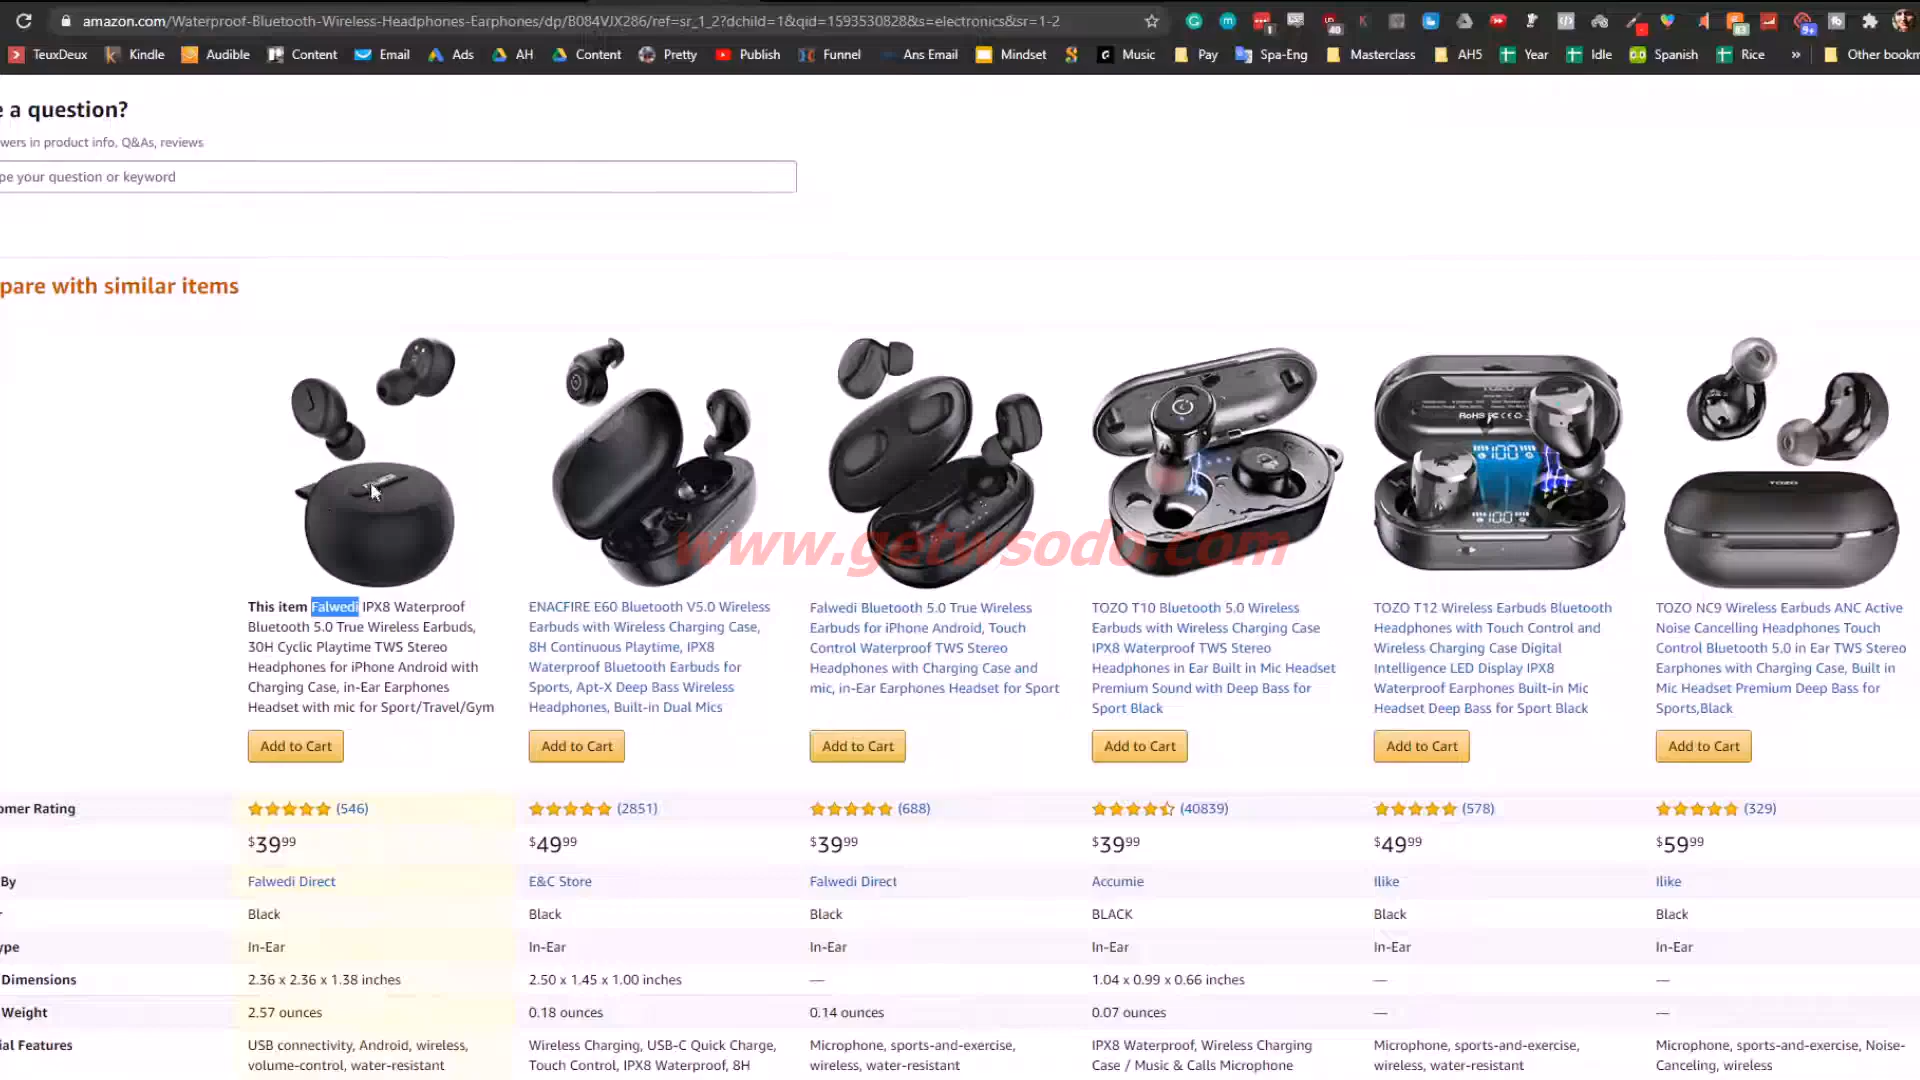 amazon.com/Waterproof-Bluetooth-Wireless-Headphones-Earphones/dp/B084VJX286/ref=sr_1_2?dchild=1&qid=1593530828&s=electronics&sr=1-2
TeuxDeux Kindle Audible Content Email Ads AH Content Pretty Publish Funnel Ans Email Mindset Music Pay Spa-Eng Masterclass AH5 Year Idle Spanish Rice » Other bookm
e a question?
wers in product info, Q&As, reviews
pe your question or keyword
pare with similar items
www.getwsodo.com
This item Falwedi IPX8 Waterproof
Bluetooth 5.0 True Wireless Earbuds,
30H Cyclic Playtime TWS Stereo
Headphones for iPhone Android with
Charging Case, in-Ear Earphones
Headset with mic for Sport/Travel/Gym
ENACFIRE E60 Bluetooth V5.0 Wireless
Earbuds with Wireless Charging Case,
8H Continuous Playtime, IPX8
Waterproof Bluetooth Earbuds for
Sports, Apt-X Deep Bass Wireless
Headphones, Built-in Dual Mics
Falwedi Bluetooth 5.0 True Wireless
Earbuds for iPhone Android, Touch
Control Waterproof TWS Stereo
Headphones with Charging Case and
mic, in-Ear Earphones Headset for Sport
TOZO T10 Bluetooth 5.0 Wireless
Earbuds with Wireless Charging Case
IPX8 Waterproof TWS Stereo
Headphones in Ear Built in Mic Headset
Premium Sound with Deep Bass for
Sport Black
TOZO T12 Wireless Earbuds Bluetooth
Headphones with Touch Control and
Wireless Charging Case Digital
Intelligence LED Display IPX8
Waterproof Earphones Built-in Mic
Headset Deep Bass for Sport Black
TOZO NC9 Wireless Earbuds ANC Active
Noise Cancelling Headphones Touch
Control Bluetooth 5.0 in Ear TWS Stereo
Earphones with Charging Case, Built in
Mic Headset Premium Deep Bass for
Sports,Black
Add to Cart Add to Cart Add to Cart Add to Cart Add to Cart Add to Cart
omer Rating (546) (2851) (688) (40839) (578) (329)
$3999 $4999 $3999 $3999 $4999 $5999
By Falwedi Direct E&C Store Falwedi Direct Accumie Ilike Ilike
Black Black Black BLACK Black Black
ype In-Ear In-Ear In-Ear In-Ear In-Ear In-Ear
Dimensions 2.36 x 2.36 x 1.38 inches 2.50 x 1.45 x 1.00 inches — 1.04 x 0.99 x 0.66 inches — —
Weight 2.57 ounces 0.18 ounces 0.14 ounces 0.07 ounces — —
ial Features USB connectivity, Android, wireless, Wireless Charging, USB-C Quick Charge, Microphone, sports-and-exercise, IPX8 Waterproof, Wireless Charging Microphone, sports-and-exercise, Microphone, sports-and-exercise, Noise-
volume-control, water-resistant Touch Control, IPX8 Waterproof, 8H wireless, water-resistant Case / Music & Calls Microphone wireless, water-resistant Canceling, wireless